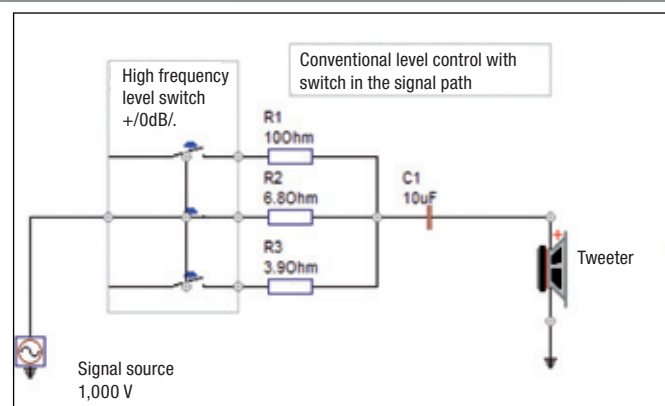 Conventional level control with
switch in the signal path
High frequency
level switch
+/0dB/.
R1
10Ohm
R2
6.8Ohm
R3
3.9Ohm
C1
10uF
Tweeter
Signal source
1,000 V